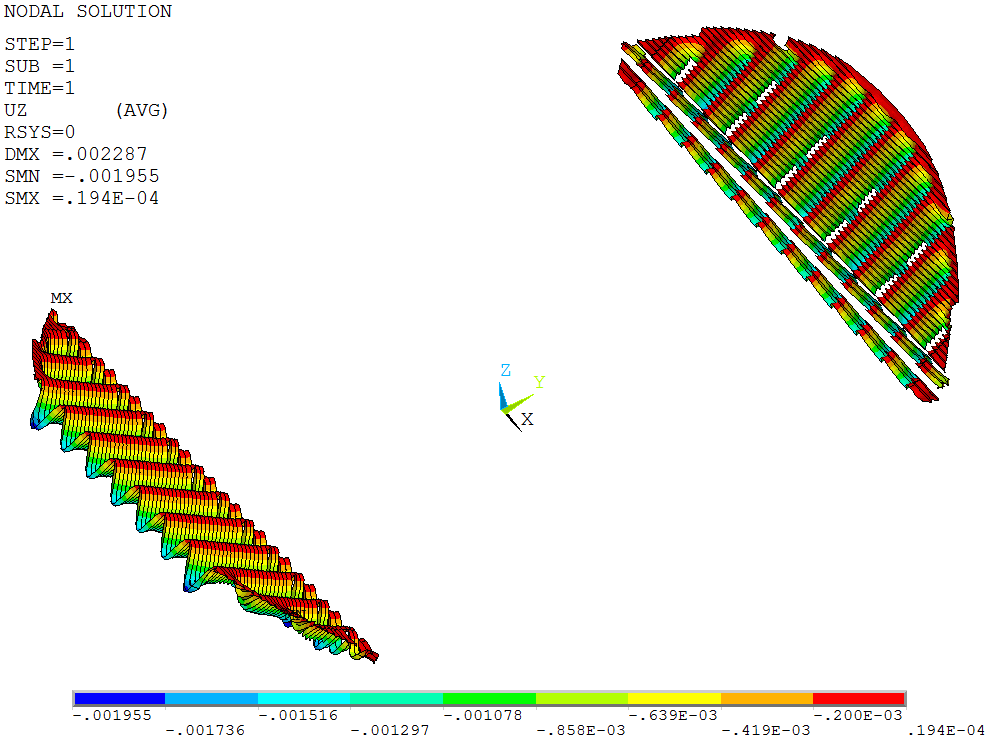 NODAL SOLUTION
STEP=1
SUB =1
TIME=1
UZ (AVG)
RSYS=0
DMX =.002287
SMN =-.001955
SMX =.194E-04
MX
Z
Y
X
-.001955 -.001516 -.001078 -.639E-03 -.200E-03
-.001736 -.001297 -.858E-03 -.419E-03 .194E-04